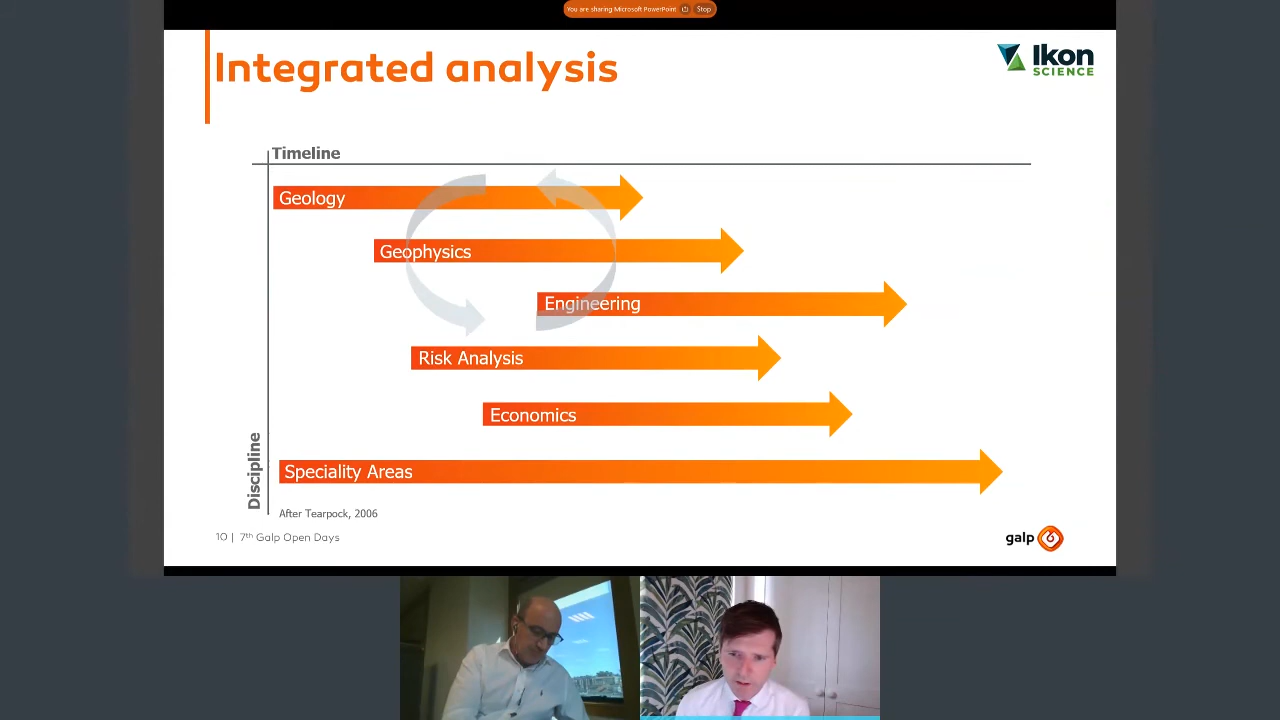 You are sharing Microsoft PowerPoint Stop
Integrated analysis
Ikon
SCIENCE
Timeline
Geology
Geophysics
Engineering
Risk Analysis
Economics
Speciality Areas
Discipline
After Tearpock, 2006
10 | 7th Galp Open Days
galp